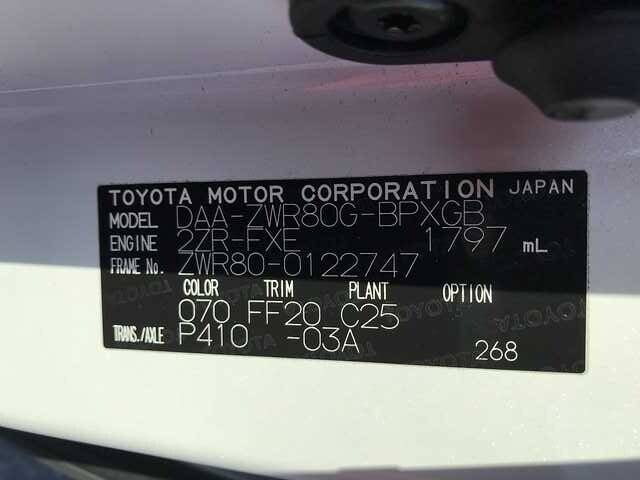 TOYOTA MOTOR CORPORATION JAPAN
MODEL DAA-ZWR80G-BPXGB
ENGINE 2ZR-FXE 1797 mL
FRAME No. ZWR80-0122747
COLOR TRIM PLANT OPTION
070 FF20 C25
TRANS./AXLE P410 -03A
268